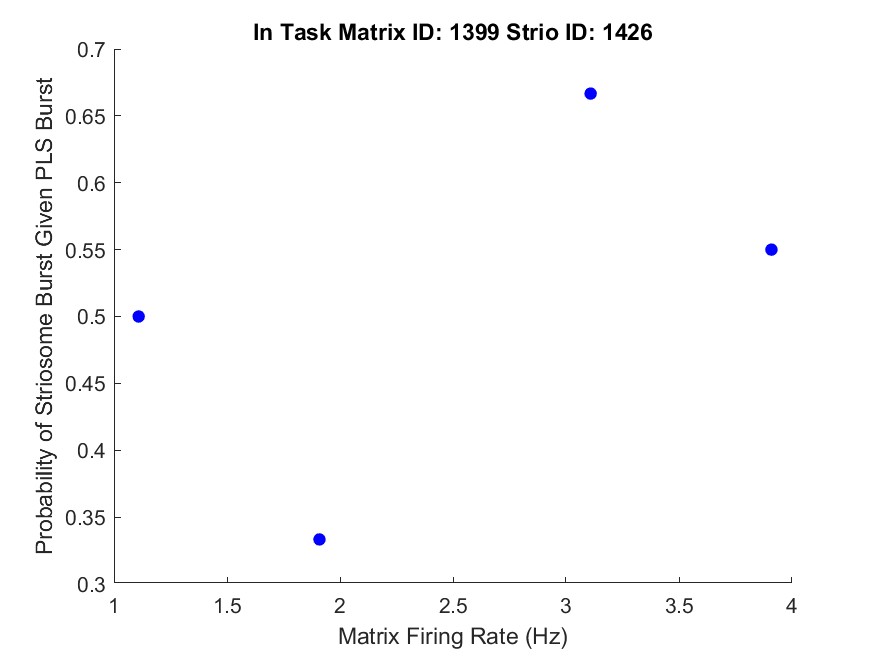 In Task Matrix ID: 1399 Strio ID: 1426
Probability of Striosome Burst Given PLS Burst
0.7
0.65
0.6
0.55
0.5
0.45
0.4
0.35
0.3
1 1.5 2 2.5 3 3.5 4
Matrix Firing Rate (Hz)